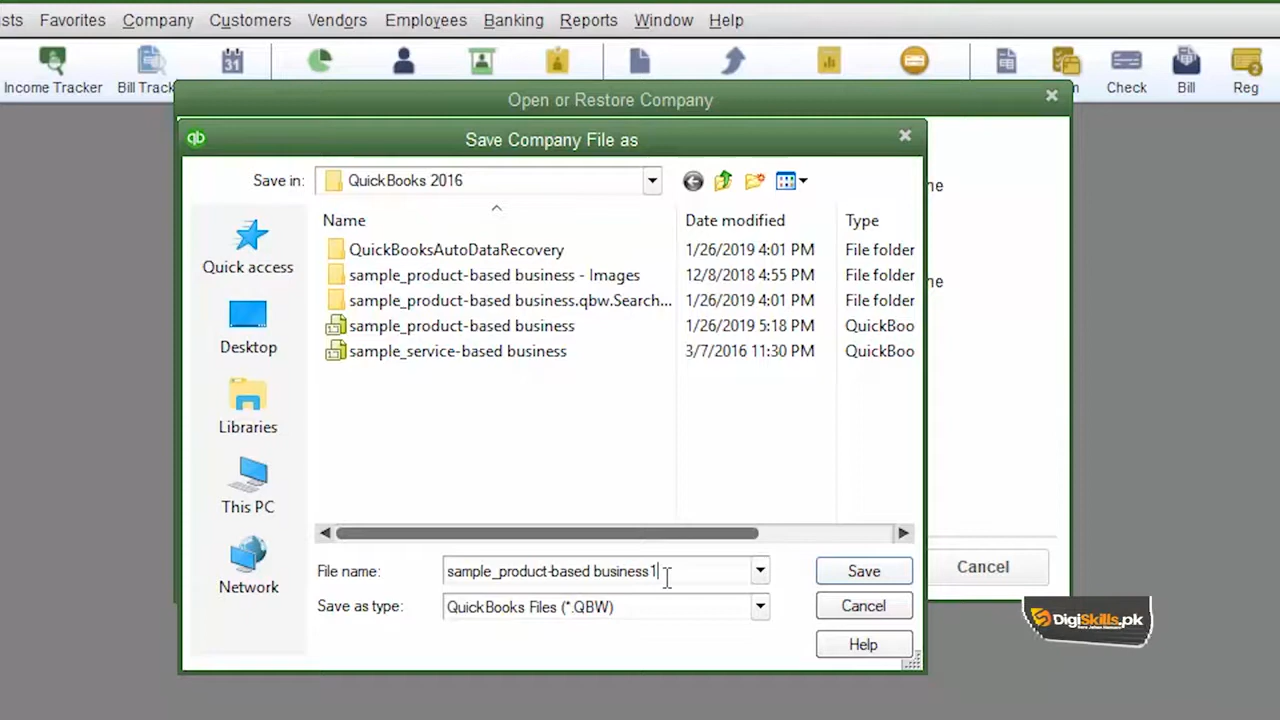 sts Favorites Company Customers Vendors Employees Banking Reports Window Help
31
Income Tracker Bill Track n Check Bill Reg
Open or Restore Company
qb Save Company File as
Save in: QuickBooks 2016
ne
Name Date modified Type
Quick access
QuickBooksAutoDataRecovery 1/26/2019 4:01 PM File folder
sample_product-based business - Images 12/8/2018 4:55 PM File folder
ne
sample_product-based business.qbw.Search... 1/26/2019 4:01 PM File folder
sample_product-based business 1/26/2019 5:18 PM QuickBoo
Desktop
sample_service-based business 3/7/2016 11:30 PM QuickBoo
Libraries
This PC
Network
File name: sample_product-based business1 Save
Cancel
Save as type: QuickBooks Files (*.QBW) Cancel
DigiSkills.pk
Help